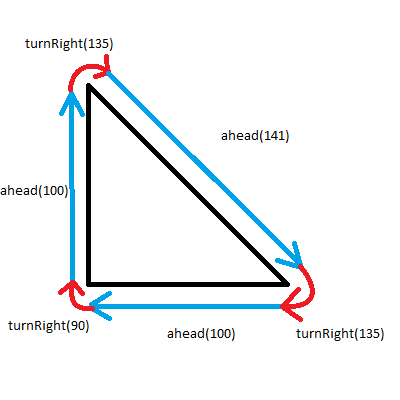 turnRight(135)
ahead(141)
ahead(100)
turnRight(90)
ahead(100)
turnRight(135)